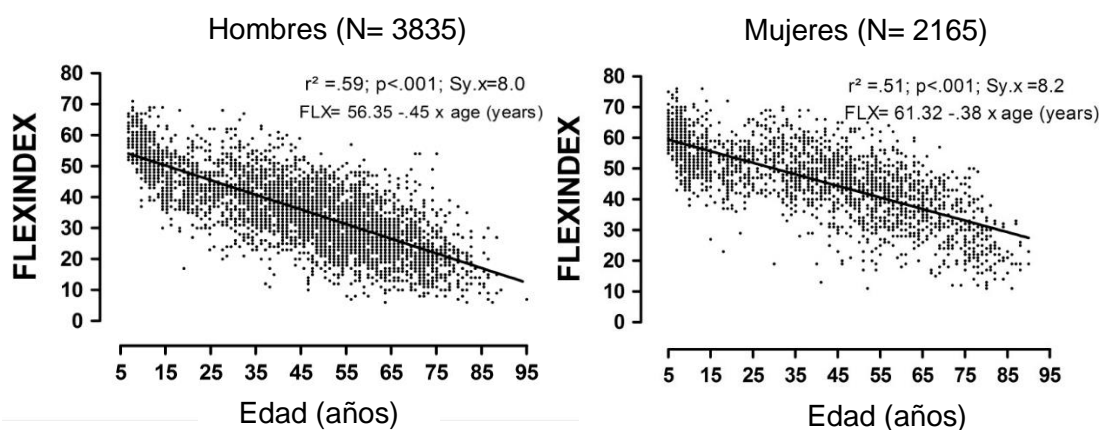 Hombres (N= 3835)
r² =.59; p<.001; Sy.x=8.0
FLX= 56.35 -.45 x age (years)
FLEXINDEX
80
70
60
50
40
30
20
10
0
5 15 25 35 45 55 65 75 85 95
Edad (años)
Mujeres (N= 2165)
r² =.51; p<.001; Sy.x =8.2
FLX= 61.32 -.38 x age (years)
FLEXINDEX
80
70
60
50
40
30
20
10
0
5 15 25 35 45 55 65 75 85 95
Edad (años)